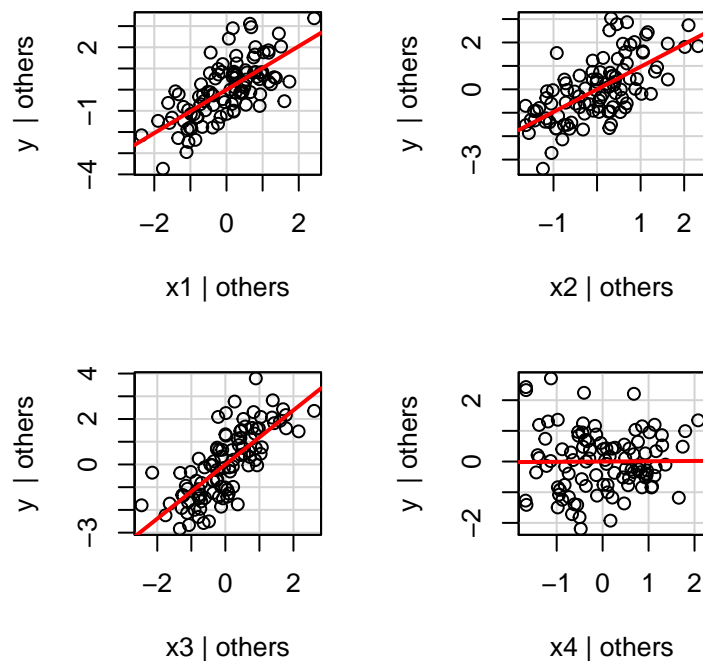 y | others
2
−1
−4
−2 0 2
x1 | others
y | others
2
0
−3
−1 1 2
x2 | others
y | others
4
2
0
−3
−2 0 2
x3 | others
y | others
2
0
−2
−1 0 1 2
x4 | others